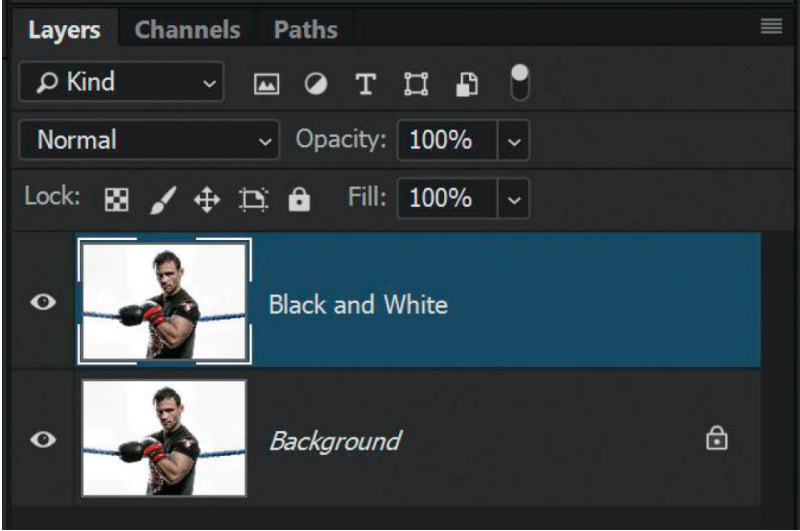 Layers Channels Paths
Kind T
Normal Opacity: 100%
Lock: Fill: 100%
Black and White
Background